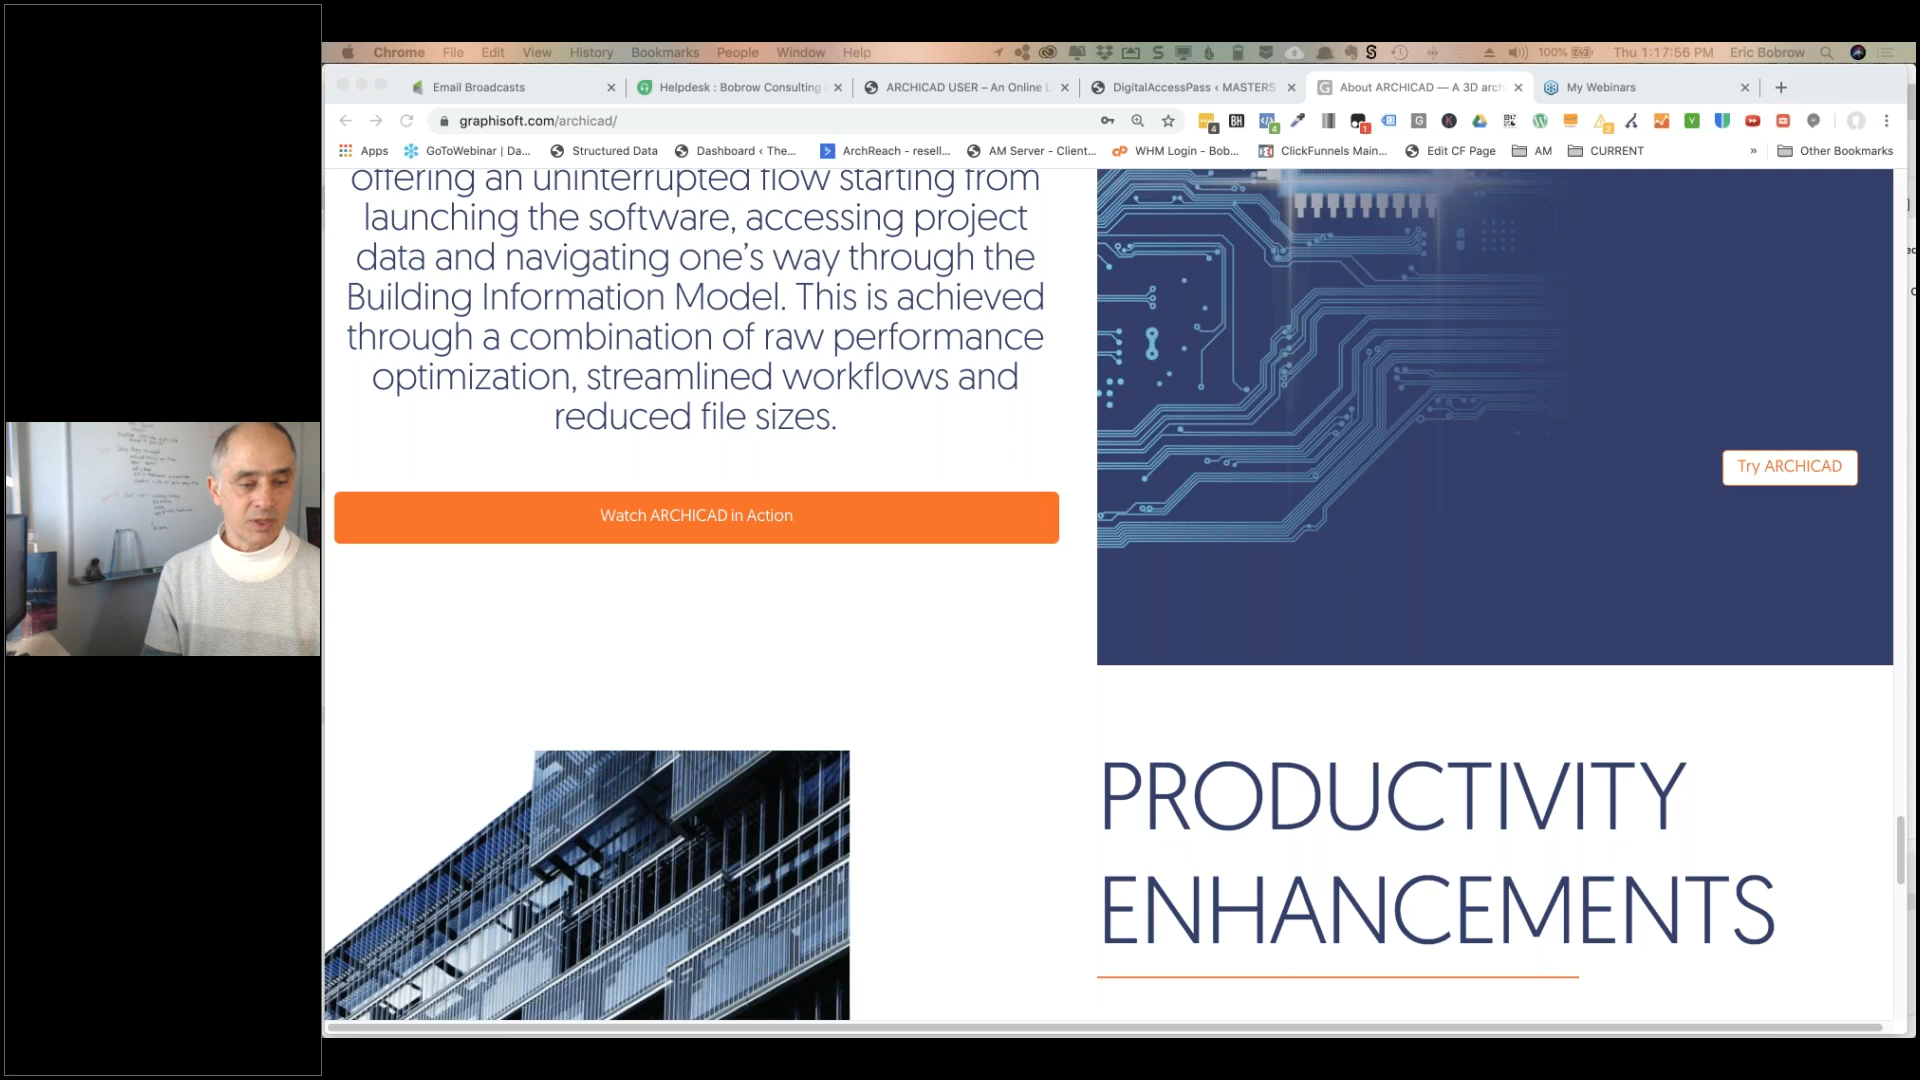 Chrome File Edit View History Bookmarks People Window Help 100% Thu 1:17:56 PM Eric Bobrow
Email Broadcasts Helpdesk : Bobrow Consulting ARCHICAD USER – An Online L DigitalAccessPass ‹ MASTERS About ARCHICAD — A 3D arch My Webinars
graphisoft.com/archicad/
Apps GoToWebinar | Da... Structured Data Dashboard ‹ The... ArchReach - resell... AM Server - Client... WHM Login - Bob... ClickFunnels Main... Edit CF Page AM CURRENT » Other Bookmarks
offering an uninterrupted flow starting from
launching the software, accessing project
data and navigating one’s way through the
Building Information Model. This is achieved
through a combination of raw performance
optimization, streamlined workflows and
reduced file sizes.
Try ARCHICAD
Watch ARCHICAD in Action
PRODUCTIVITY
ENHANCEMENTS